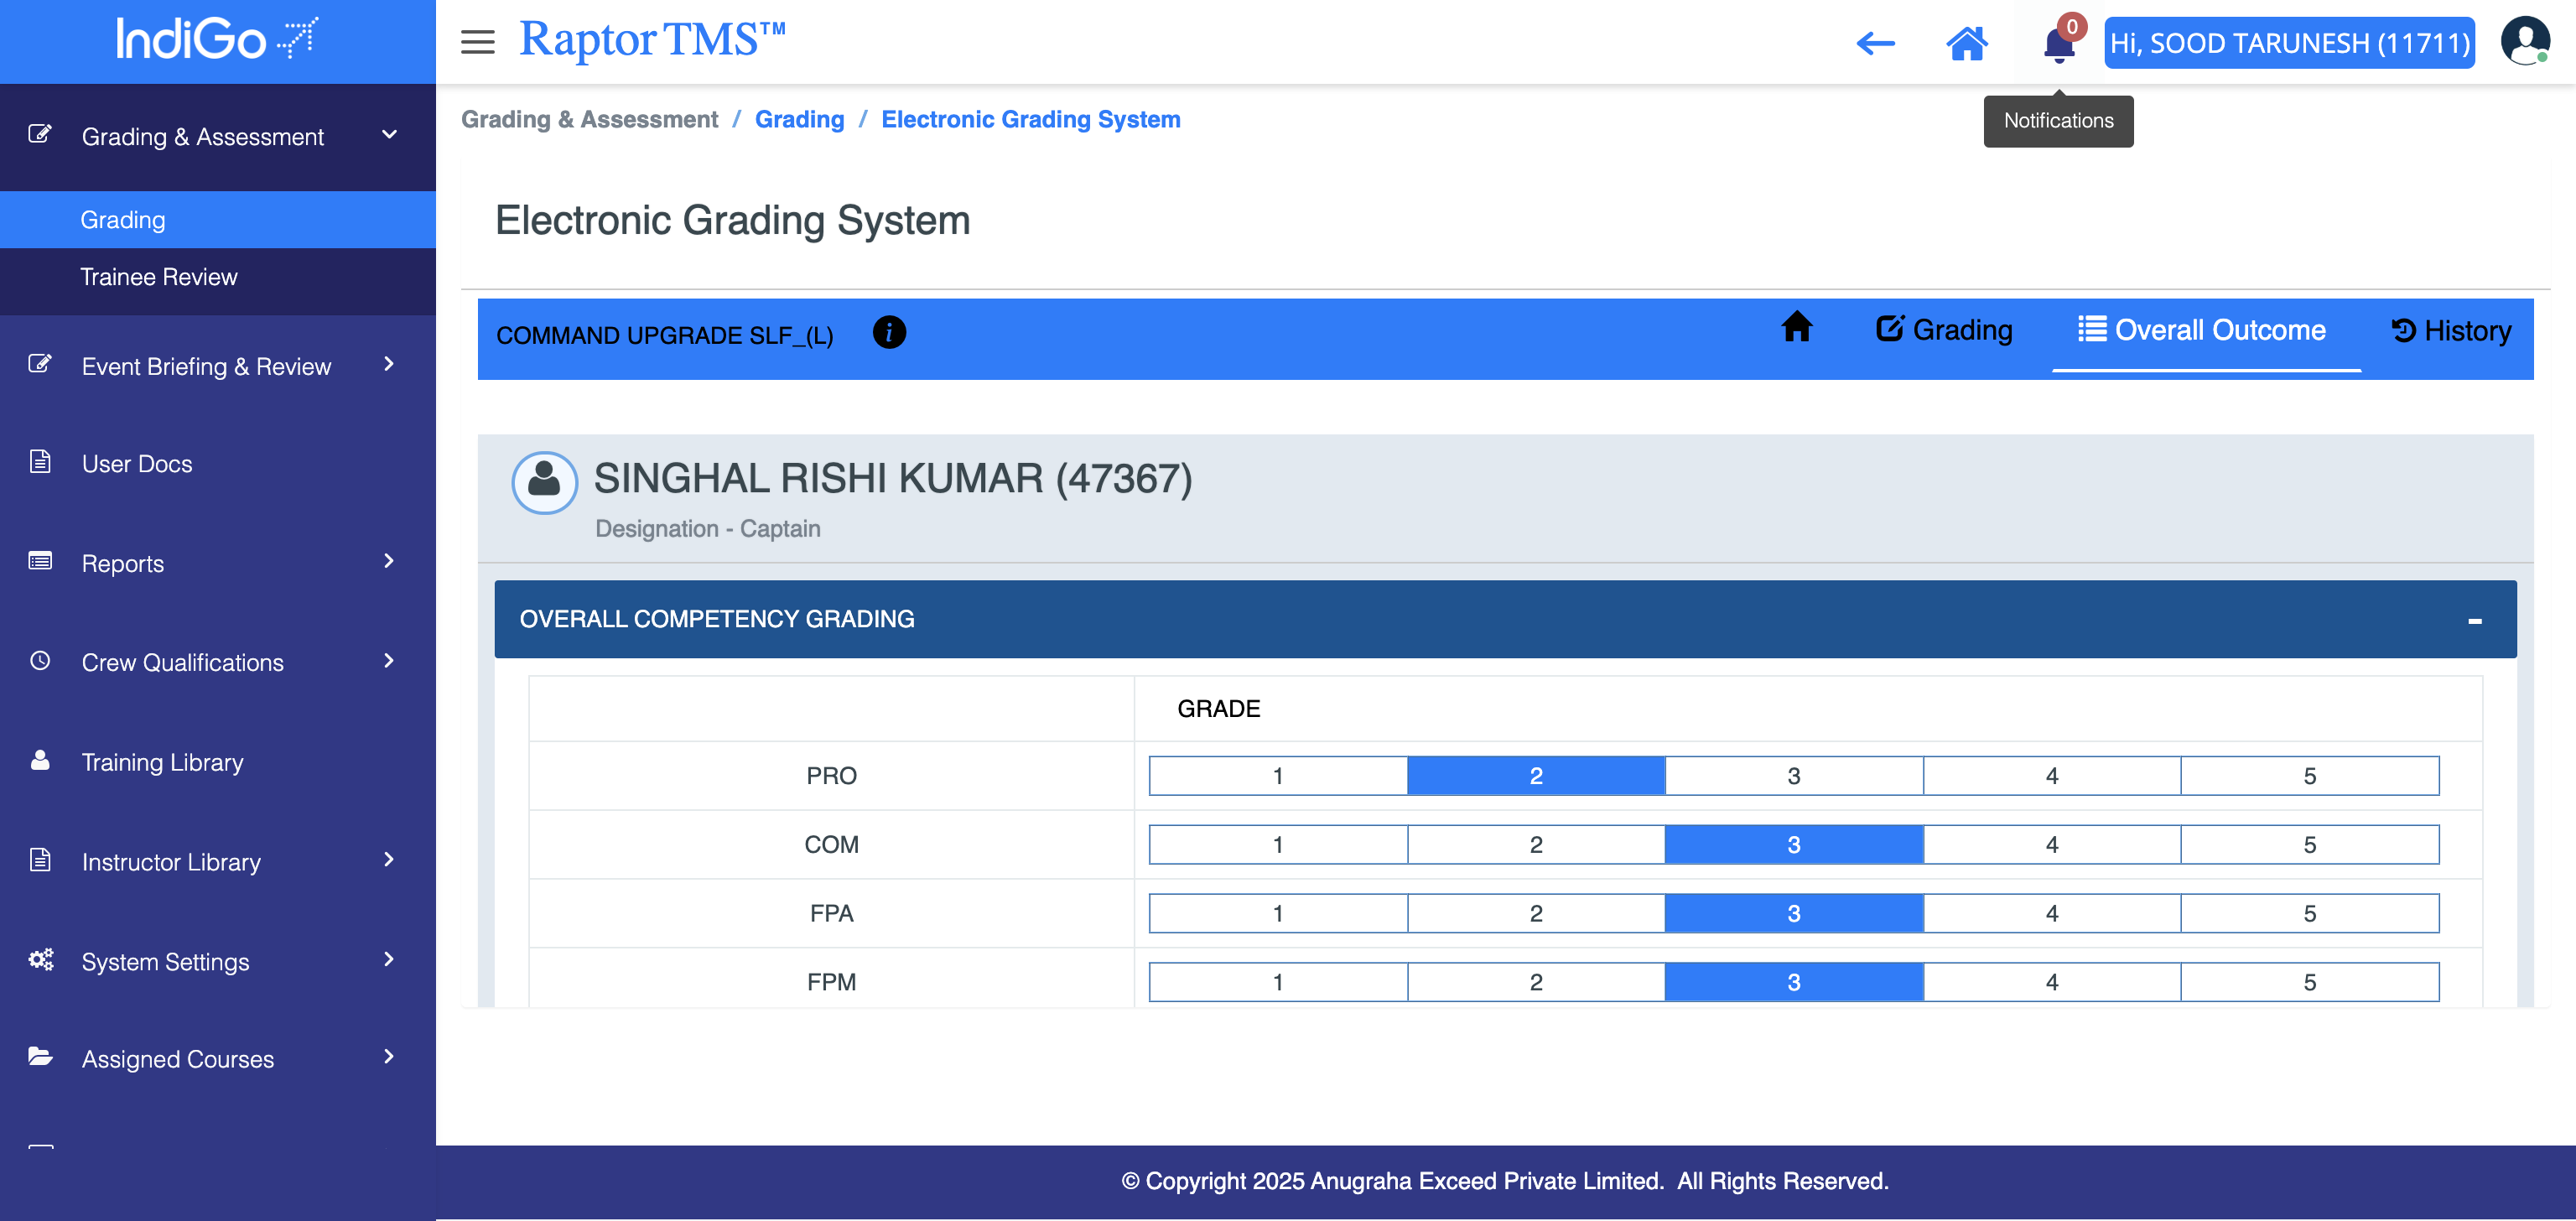 IndiGo
Raptor TMS™
0
Hi, SOOD TARUNESH (11711)
Notifications
Grading & Assessment
Grading
Trainee Review
Event Briefing & Review
User Docs
Reports
Crew Qualifications
Training Library
Instructor Library
System Settings
Assigned Courses
Grading & Assessment / Grading / Electronic Grading System
Electronic Grading System
COMMAND UPGRADE SLF_(L)
i
Grading
Overall Outcome
History
SINGHAL RISHI KUMAR (47367)
Designation - Captain
OVERALL COMPETENCY GRADING
-
GRADE
PRO 1 2 3 4 5
COM 1 2 3 4 5
FPA 1 2 3 4 5
FPM 1 2 3 4 5
© Copyright 2025 Anugraha Exceed Private Limited. All Rights Reserved.